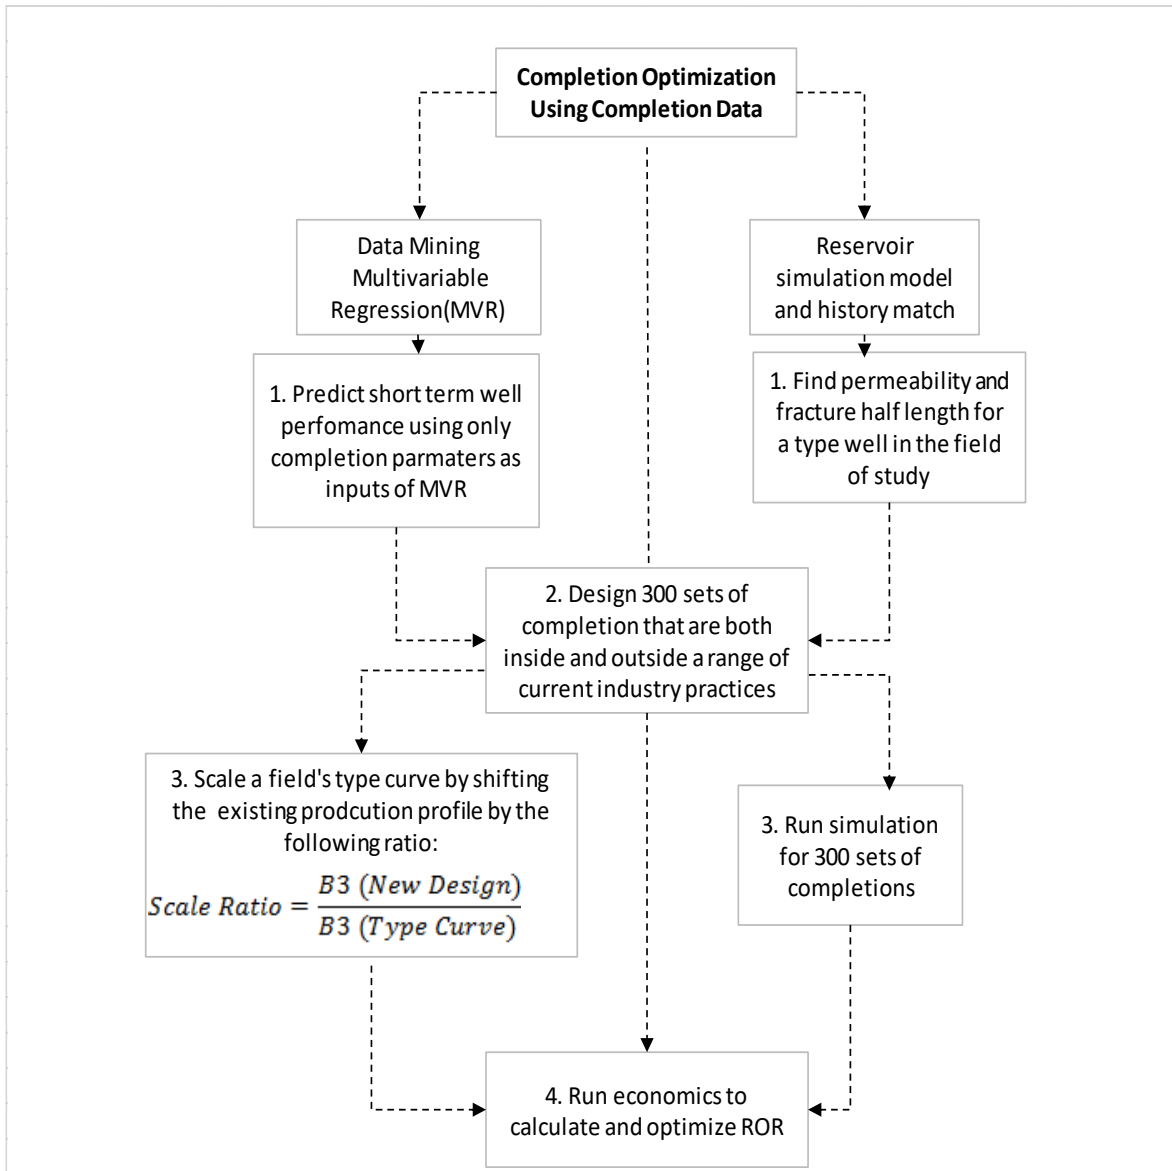 Completion Optimization
Using Completion Data
Data Mining
Multivariable
Regression(MVR)
Reservoir
simulation model
and history match
1. Predict short term well
perfomance using only
completion parmaters as
inputs of MVR
1. Find permeability and
fracture half length for
a type well in the field
of study
2. Design 300 sets of
completion that are both
inside and outside a range of
current industry practices
3. Scale a field's type curve by shifting
the existing prodcution profile by the
following ratio:
Scale Ratio = B3 (New Design) / B3 (Type Curve)
3. Run simulation
for 300 sets of
completions
4. Run economics to
calculate and optimize ROR